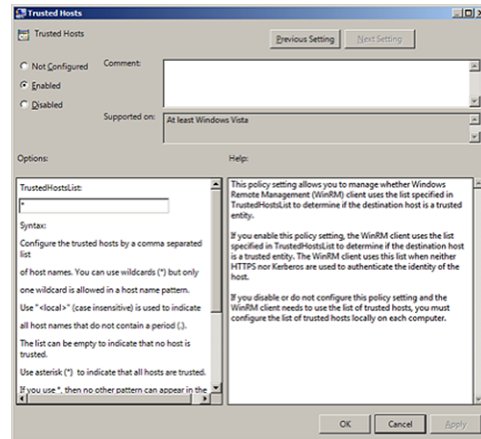 Trusted Hosts
Trusted Hosts
Previous Setting
Next Setting
Not Configured
Comment:
Enabled
Disabled
Supported on:
At least Windows Vista
Options:
Help:
TrustedHostsList:
*
Syntax:
Configure the trusted hosts by a comma separated
list
of host names. You can use wildcards (*) but only
one wildcard is allowed in a host name pattern.
Use "<local>" (case insensitive) is used to indicate
all host names that do not contain a period (.).
The list can be empty to indicate that no host is
trusted.
Use asterisk (*) to indicate that all hosts are trusted.
If you use *, then no other pattern can appear in the
This policy setting allows you to manage whether Windows
Remote Management (WinRM) client uses the list specified in
TrustedHostsList to determine if the destination host is a trusted
entity.
If you enable this policy setting, the WinRM client uses the list
specified in TrustedHostsList to determine if the destination host
is a trusted entity. The WinRM client uses this list when neither
HTTPS nor Kerberos are used to authenticate the identity of the
host.
If you disable or do not configure this policy setting and the
WinRM client needs to use the list of trusted hosts, you must
configure the list of trusted hosts locally on each computer.
OK
Cancel
Apply